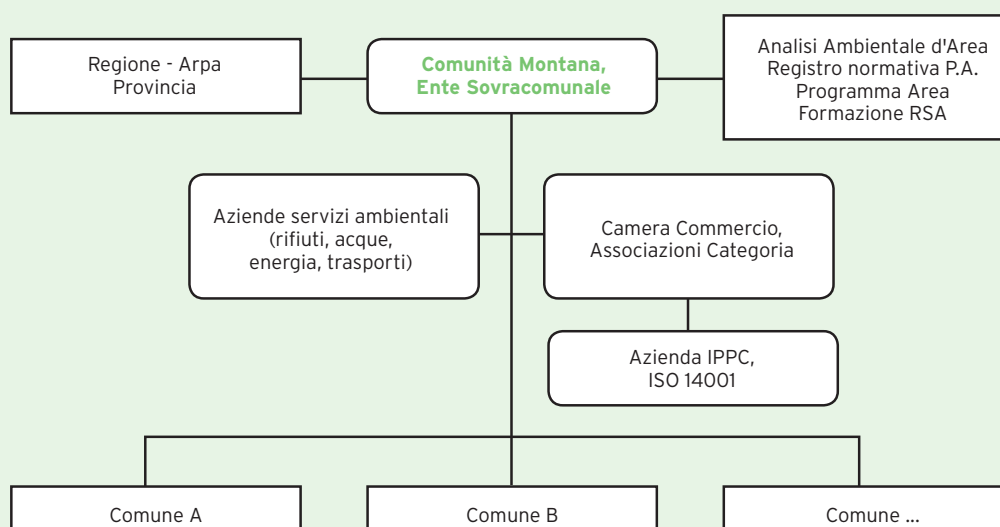 Regione - Arpa
Provincia
Comunità Montana,
Ente Sovracomunale
Analisi Ambientale d'Area
Registro normativa P.A.
Programma Area
Formazione RSA
Aziende servizi ambientali
(rifiuti, acque,
energia, trasporti)
Camera Commercio,
Associazioni Categoria
Azienda IPPC,
ISO 14001
Comune A
Comune B
Comune ...